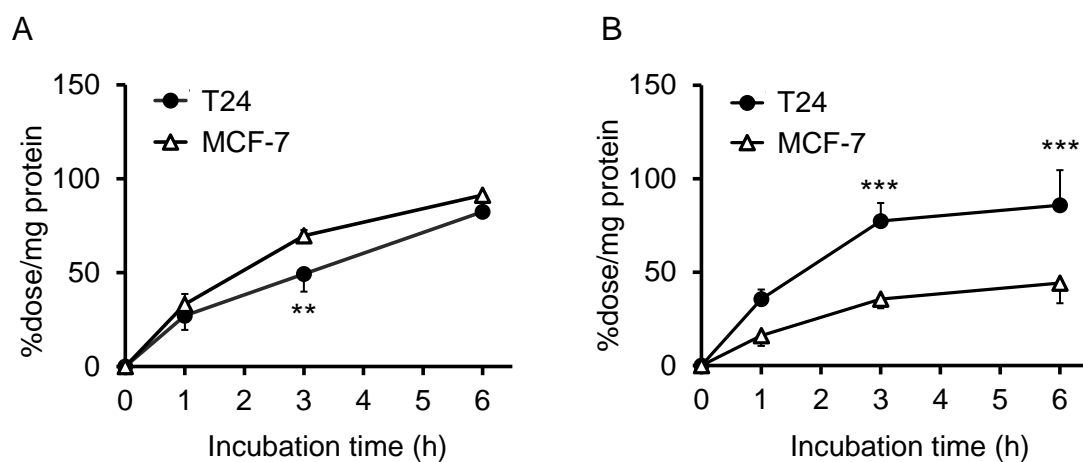 A
%dose/mg protein
150
100
50
0
T24
MCF-7
**
0 1 2 3 4 5 6
Incubation time (h)
B
%dose/mg protein
150
100
50
0
T24
MCF-7
***
***
0 1 2 3 4 5 6
Incubation time (h)